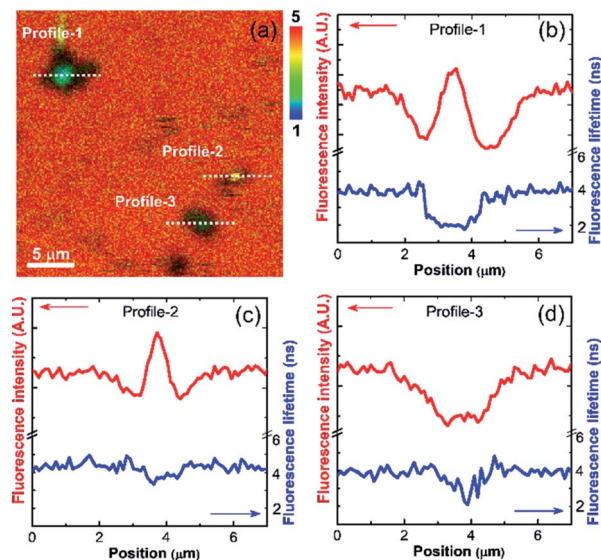 (a)
Profile-1
Profile-2
Profile-3
5 μm
5
1
(b)
Profile-1
Fluorescence intensity (A.U.)
Fluorescence lifetime (ns)
6
4
2
0 2 4 6
Position (μm)
(c)
Profile-2
Fluorescence intensity (A.U.)
Fluorescence lifetime (ns)
6
4
2
0 2 4 6
Position (μm)
(d)
Profile-3
Fluorescence intensity (A.U.)
Fluorescence lifetime (ns)
6
4
2
0 2 4 6
Position (μm)